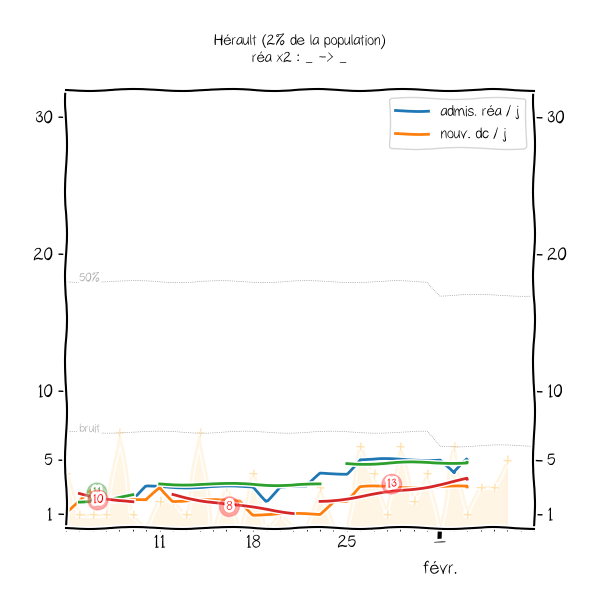 Hérault (2% de la population)
réa x2 : _ -> _
admis. réa / j
nouv. dc / j
30
30
20
20
50%
10
10
bruit
5
5
13
10
8
1
1
11
18
25
févr.